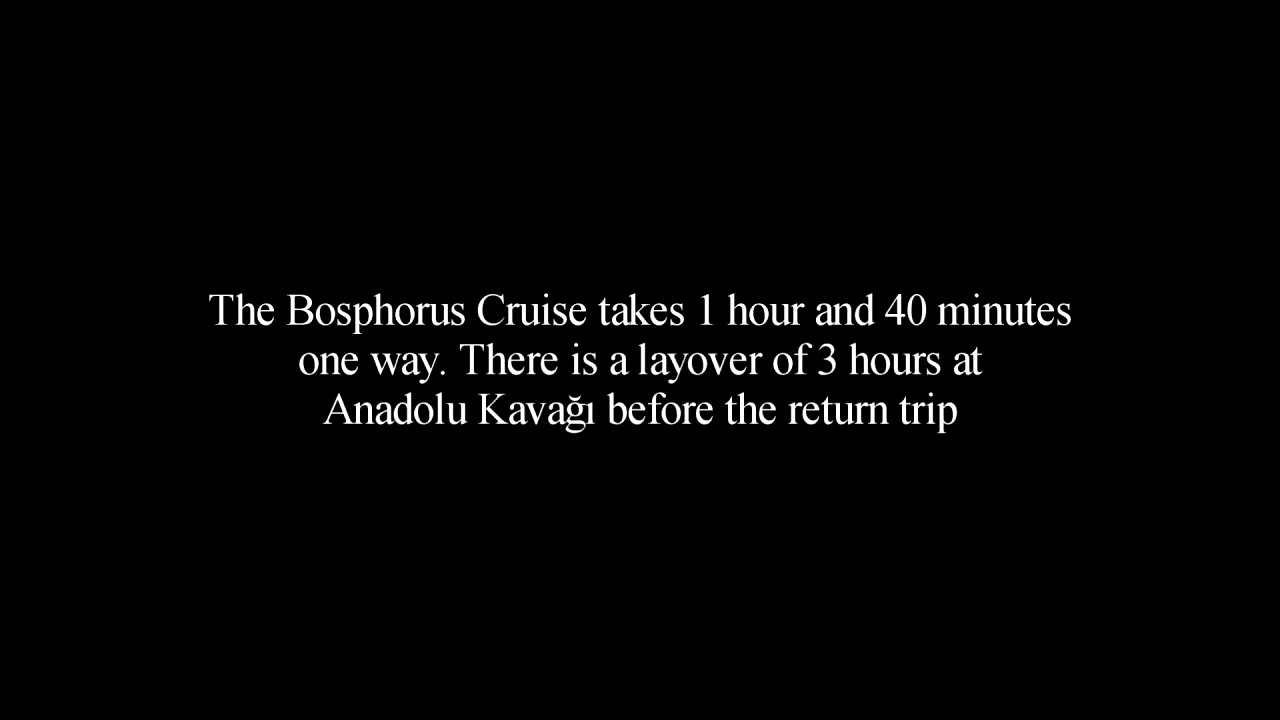 The Bosphorus Cruise takes 1 hour and 40 minutes
one way. There is a layover of 3 hours at
Anadolu Kavağı before the return trip